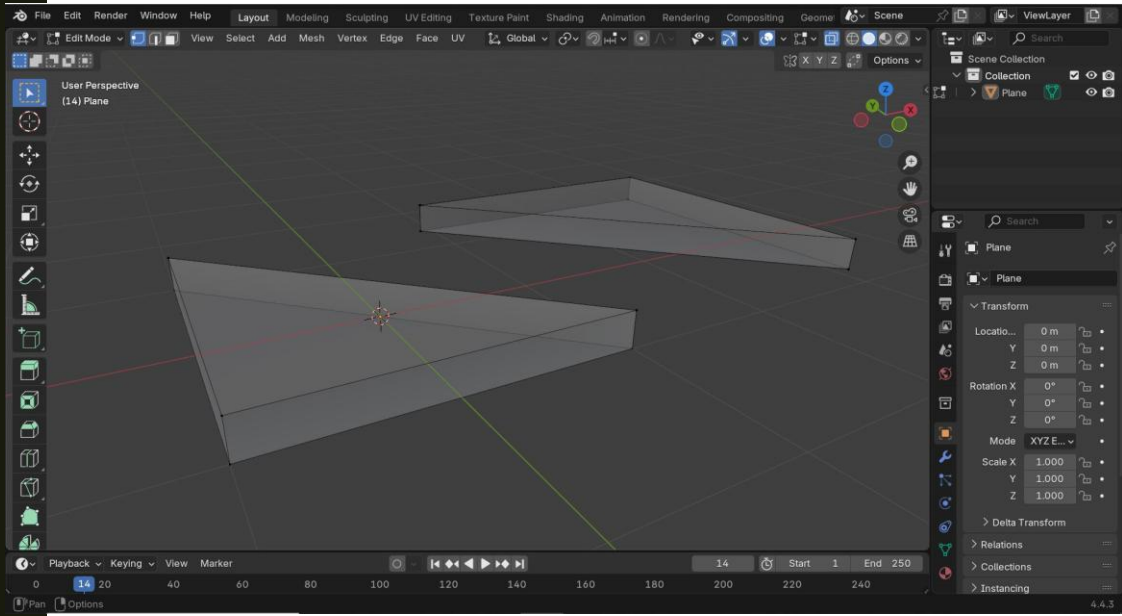 File Edit Render Window Help Layout Modeling Sculpting UV Editing Texture Paint Shading Animation Rendering Compositing Geome Scene ViewLayer
Edit Mode View Select Add Mesh Vertex Edge Face UV Global Search
X Y Z Options
Scene Collection
Collection
Plane
User Perspective
(14) Plane
Z
Y
X
Search
Plane
Plane
Transform
Locatio... 0 m
Y 0 m
Z 0 m
Rotation X 0°
Y 0°
Z 0°
Mode XYZ E...
Scale X 1.000
Y 1.000
Z 1.000
Delta Transform
Relations
Collections
Instancing
Playback Keying View Marker 14 Start 1 End 250
0 14 20 40 60 80 100 120 140 160 180 200 220 240
Pan Options 4.4.3